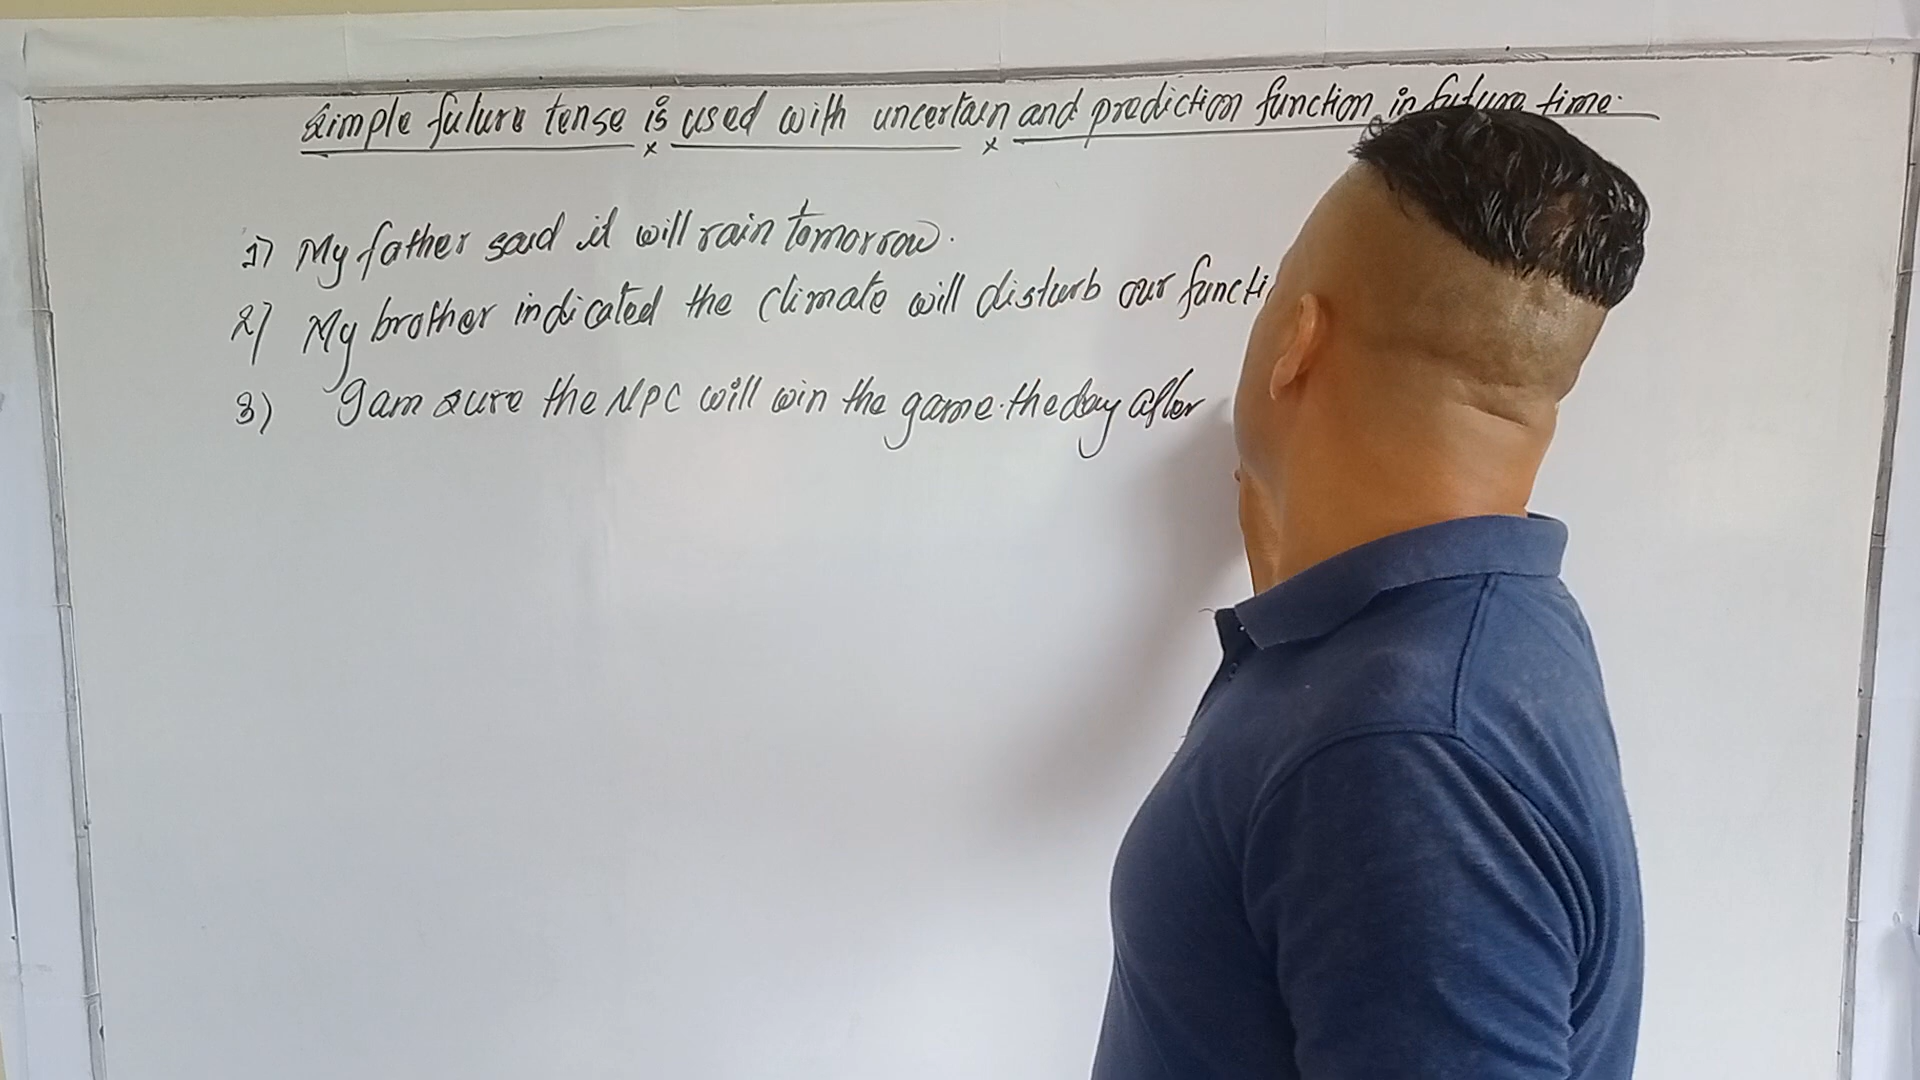 Simple future tense is used with uncertain and prediction function in future time.
1) My father said it will rain tomorrow.
2) My brother indicated the climate will disturb our functi
3) I am sure the NPC will win the game. the day after